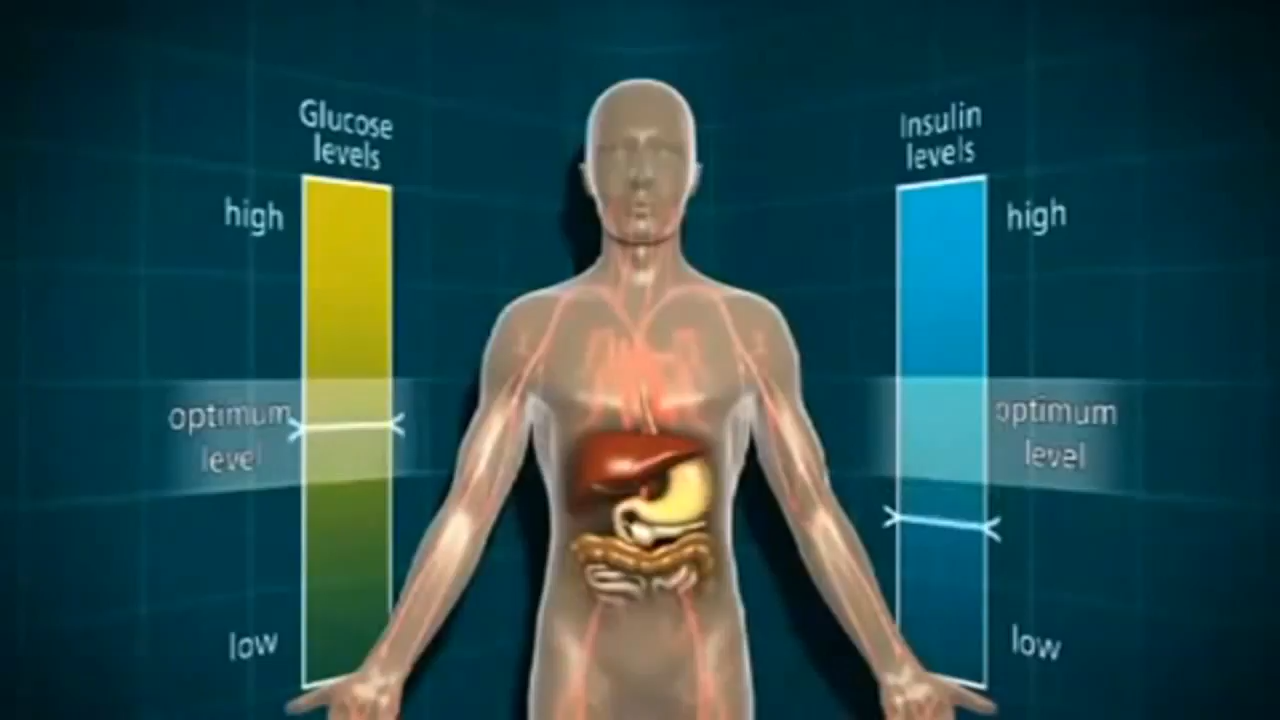 Glucose
levels
high
optimum
level
low
Insulin
levels
high
optimum
level
low